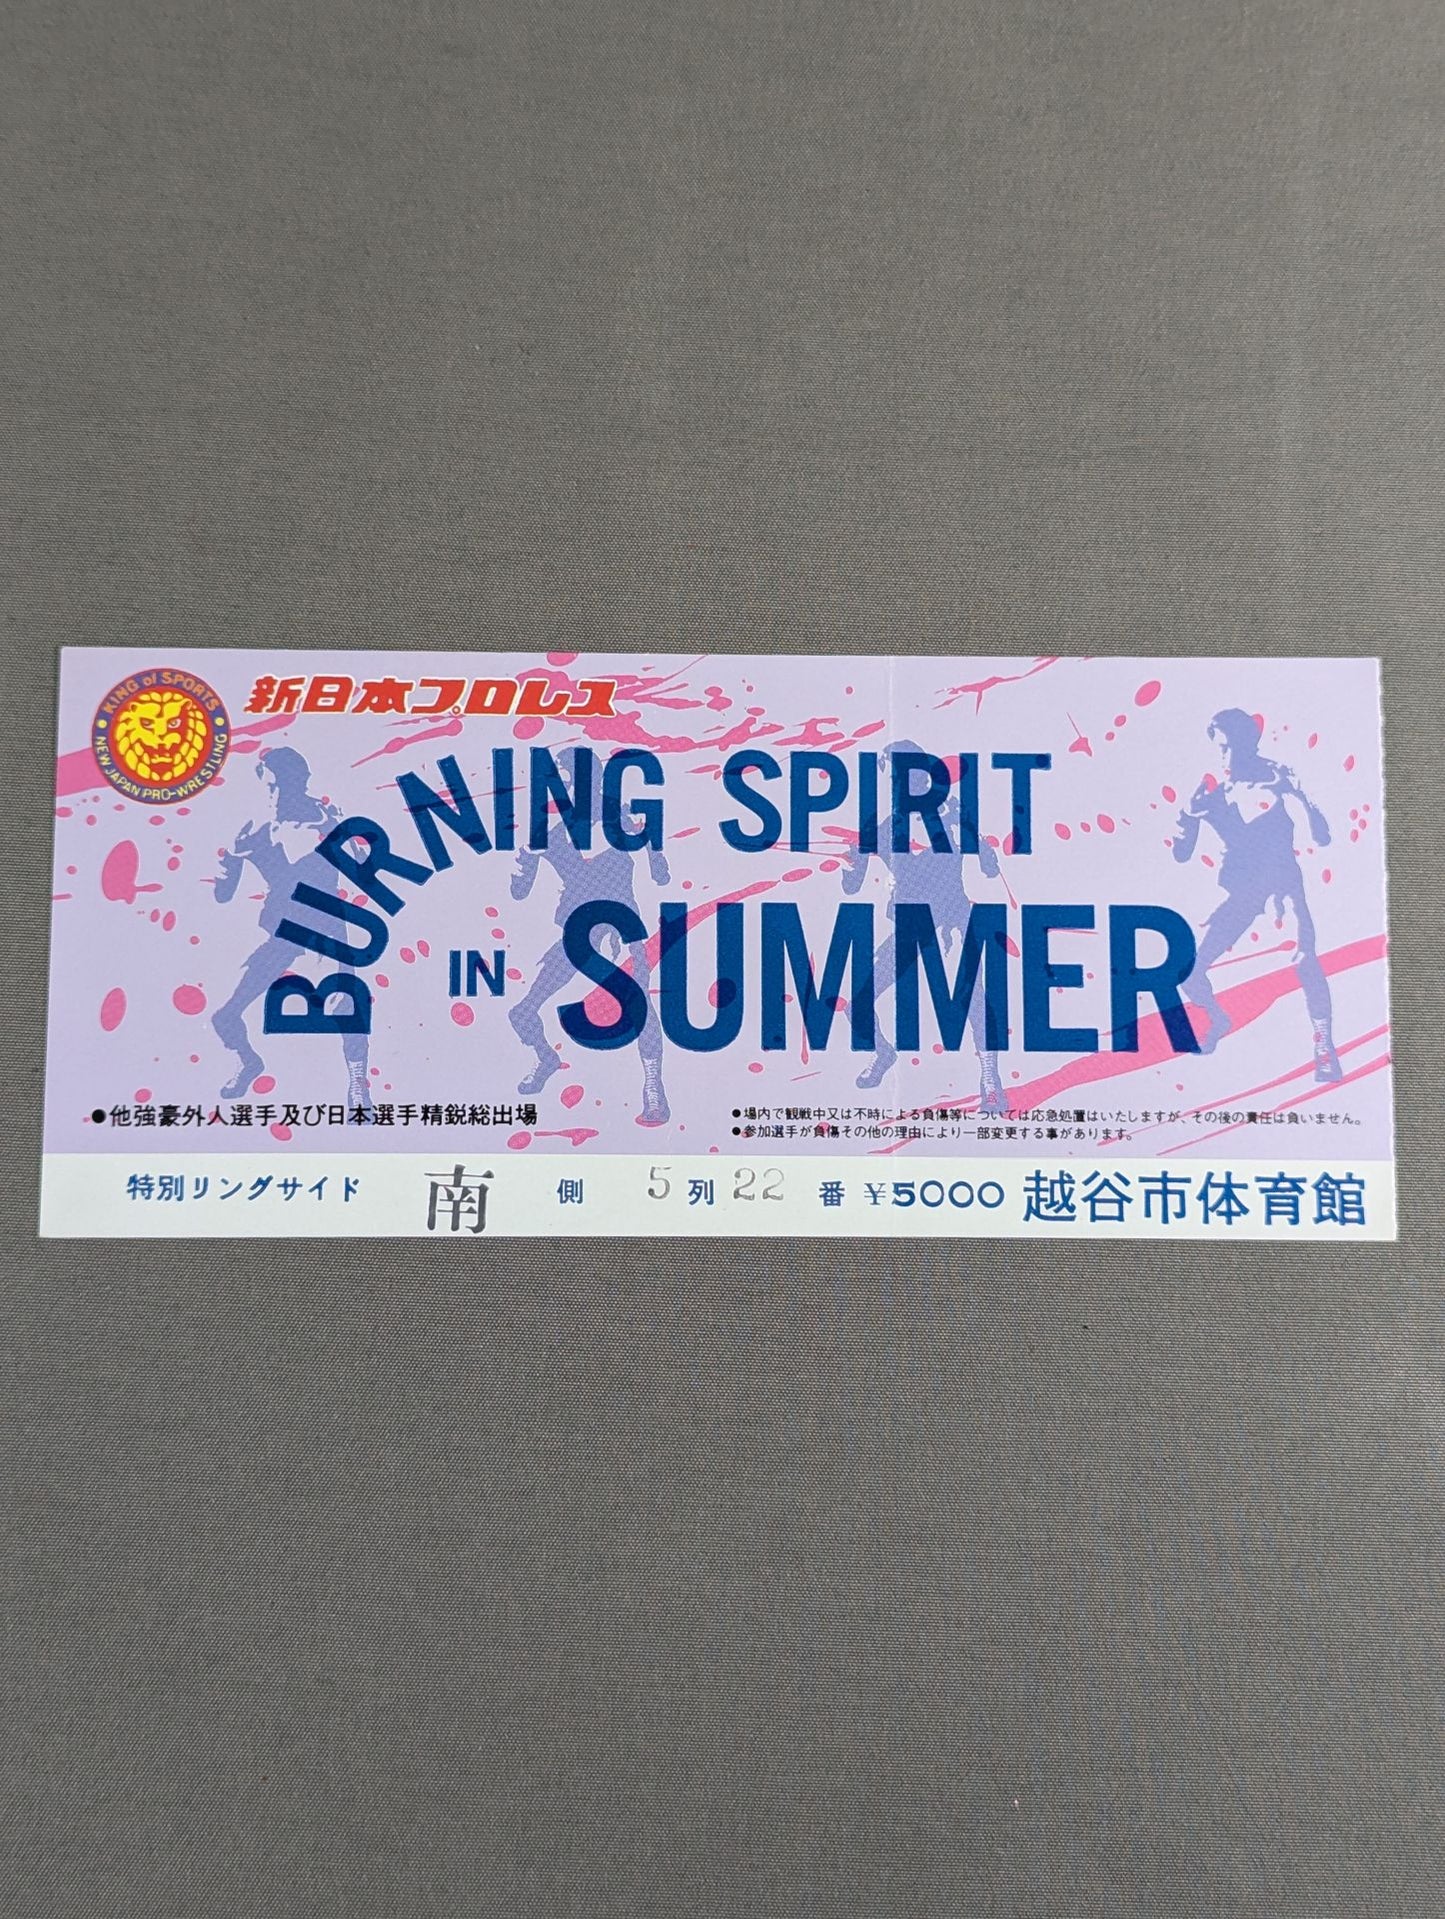 KING of SPORTS
NEW JAPAN PRO-WRESTLING
新日本プロレス
BURNING SPIRIT
IN SUMMER
●他強豪外人選手及び日本選手精鋭総出場
●場内で観戦中又は不時による負傷等については応急処置はいたしますが、その後の責任は負いません。
●参加選手が負傷その他の理由により一部変更する事があります。
特別リングサイド 南 側 5 列 22 番 ¥5000 越谷市体育館